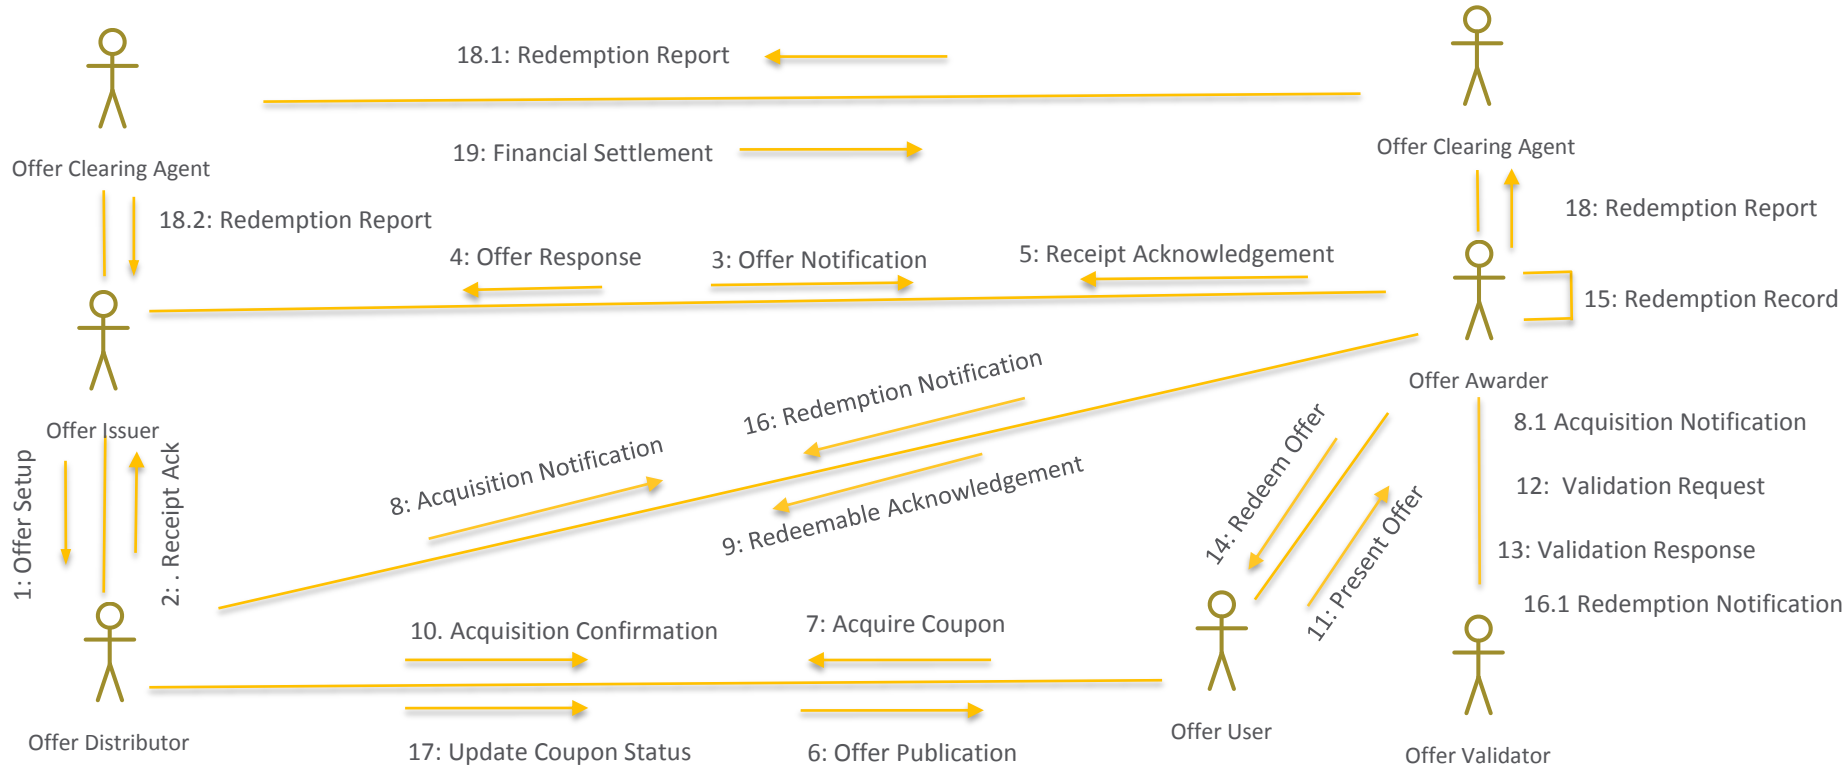 18.1: Redemption Report
19: Financial Settlement
Offer Clearing Agent
Offer Clearing Agent
18.2: Redemption Report
18: Redemption Report
4: Offer Response
3: Offer Notification
5: Receipt Acknowledgement
15: Redemption Record
Offer Issuer
Offer Awarder
16: Redemption Notification
8: Acquisition Notification
9: Redeemable Acknowledgement
1: Offer Setup
2: . Receipt Ack
14: Redeem Offer
11: Present Offer
8.1 Acquisition Notification
12: Validation Request
13: Validation Response
16.1 Redemption Notification
10. Acquisition Confirmation
7: Acquire Coupon
Offer Distributor
17: Update Coupon Status
6: Offer Publication
Offer User
Offer Validator